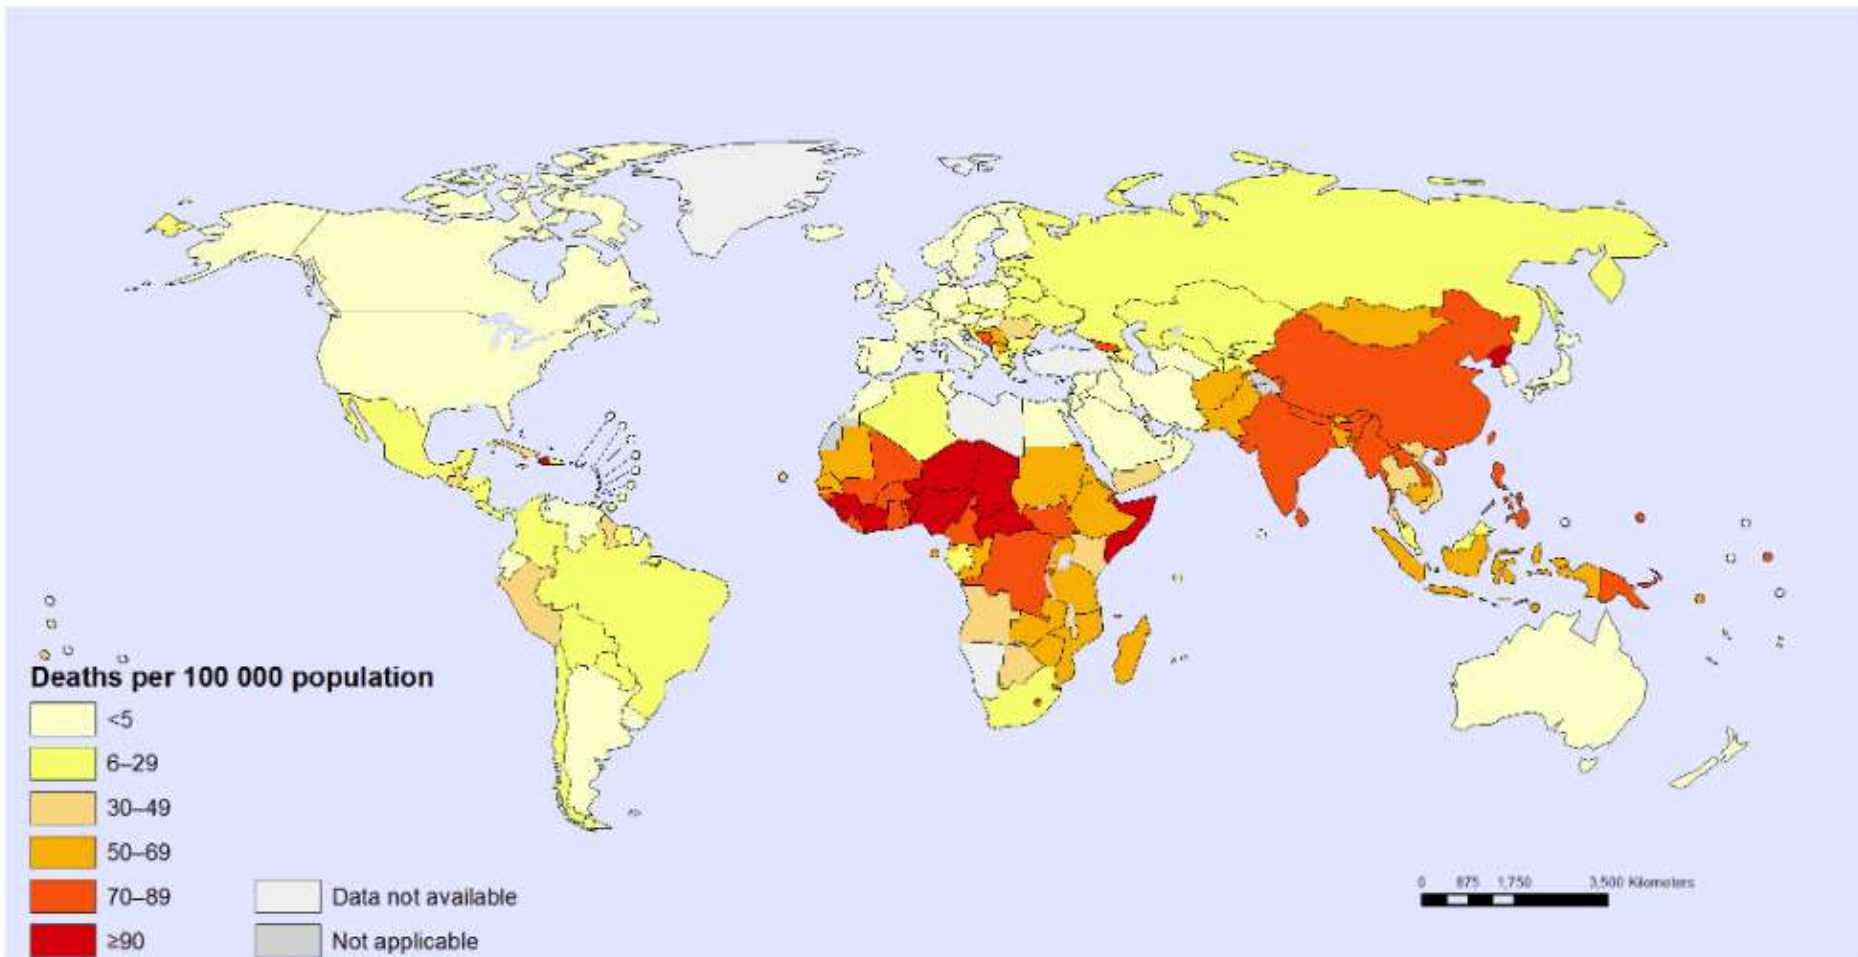 Deaths per 100 000 population
<5
6–29
30–49
50–69
70–89
≥90
Data not available
Not applicable
0 875 1,750 3,500 Kilometers